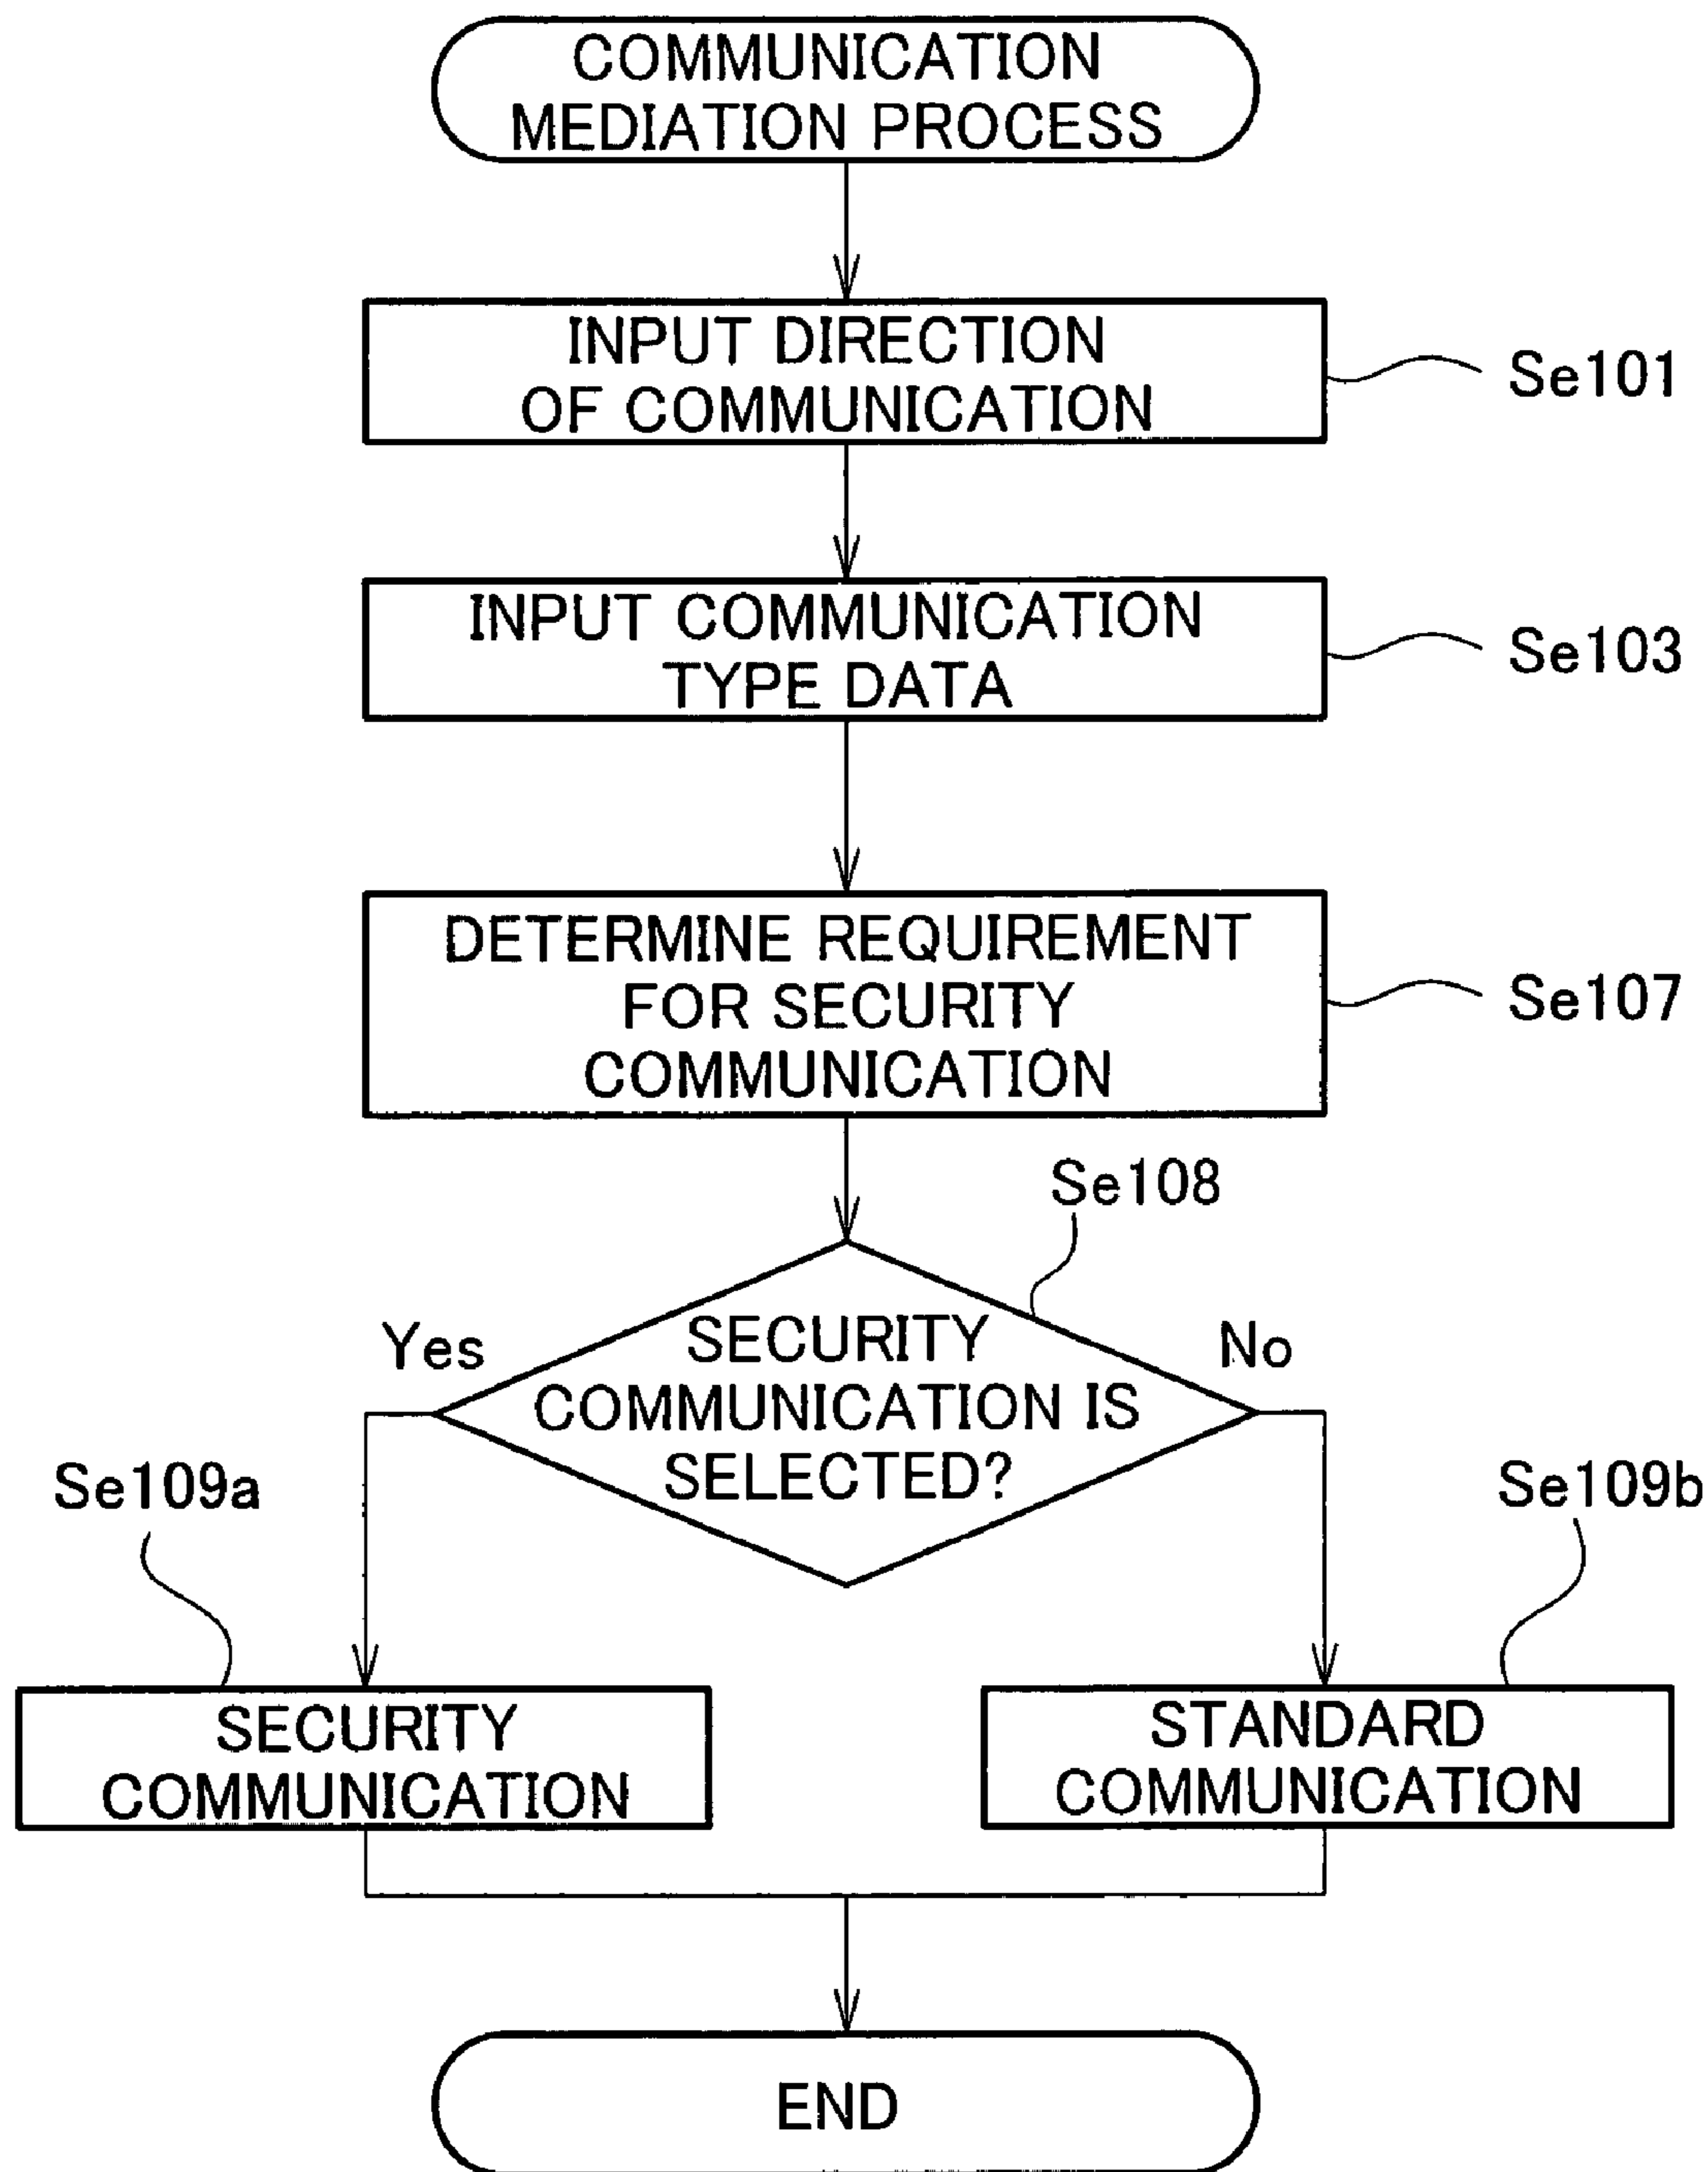 COMMUNICATION
MEDIATION PROCESS
INPUT DIRECTION
OF COMMUNICATION
Se101
INPUT COMMUNICATION
TYPE DATA
Se103
DETERMINE REQUIREMENT
FOR SECURITY
COMMUNICATION
Se107
Se108
SECURITY
COMMUNICATION IS
SELECTED?
Yes
No
Se109a
Se109b
SECURITY
COMMUNICATION
STANDARD
COMMUNICATION
END